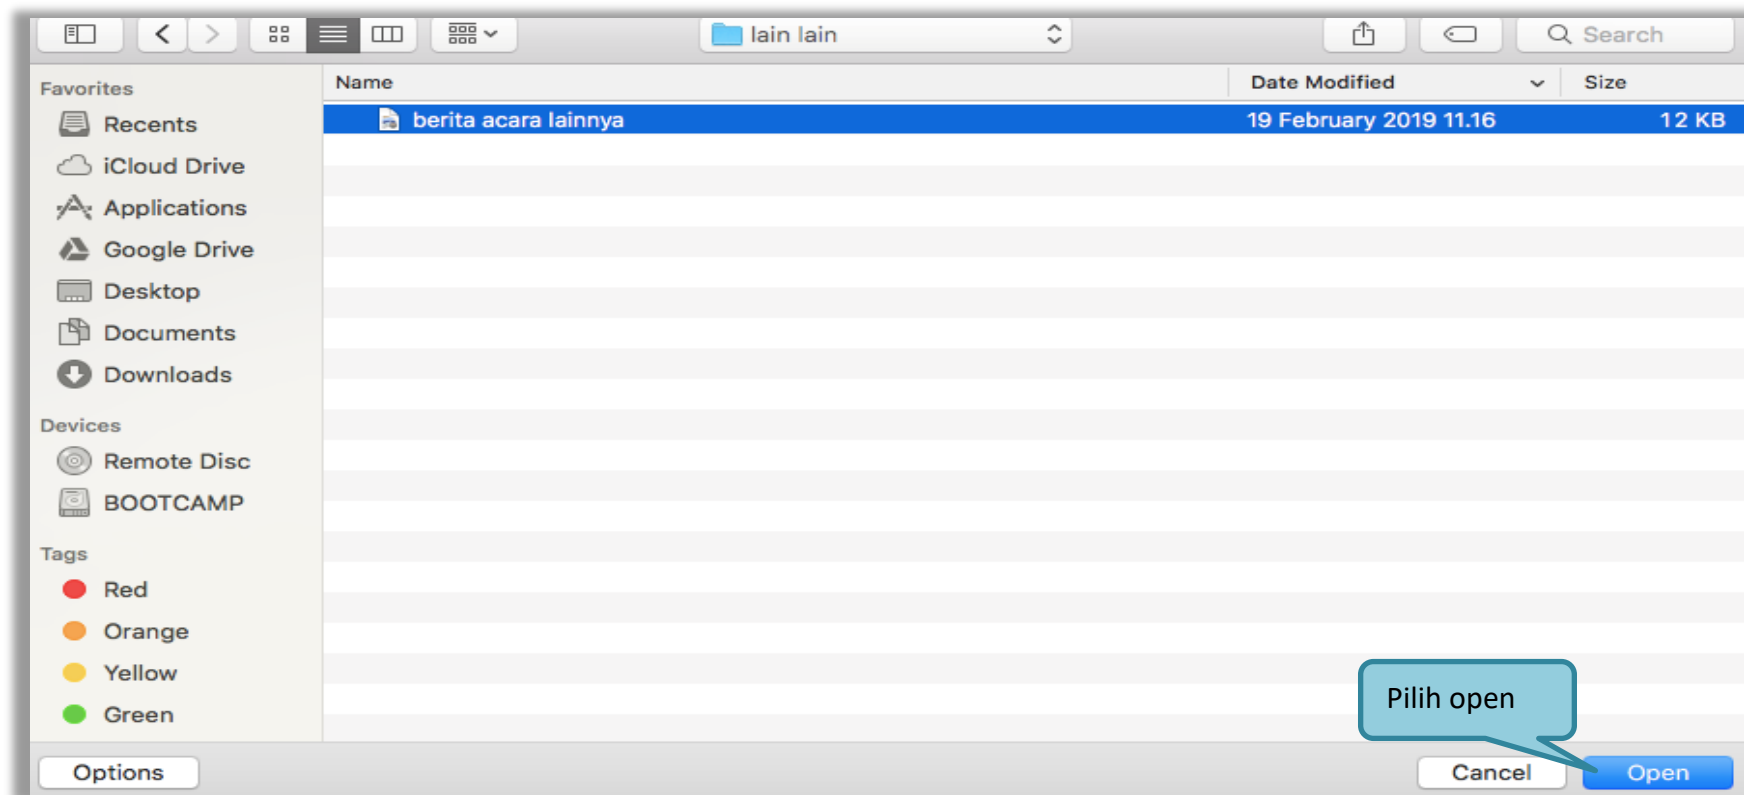 lain lain
Search
Favorites
Name
Date Modified
Size
Recents
berita acara lainnya
19 February 2019 11.16
12 KB
iCloud Drive
Applications
Google Drive
Desktop
Documents
Downloads
Devices
Remote Disc
BOOTCAMP
Tags
Red
Orange
Yellow
Green
Pilih open
Options
Cancel
Open